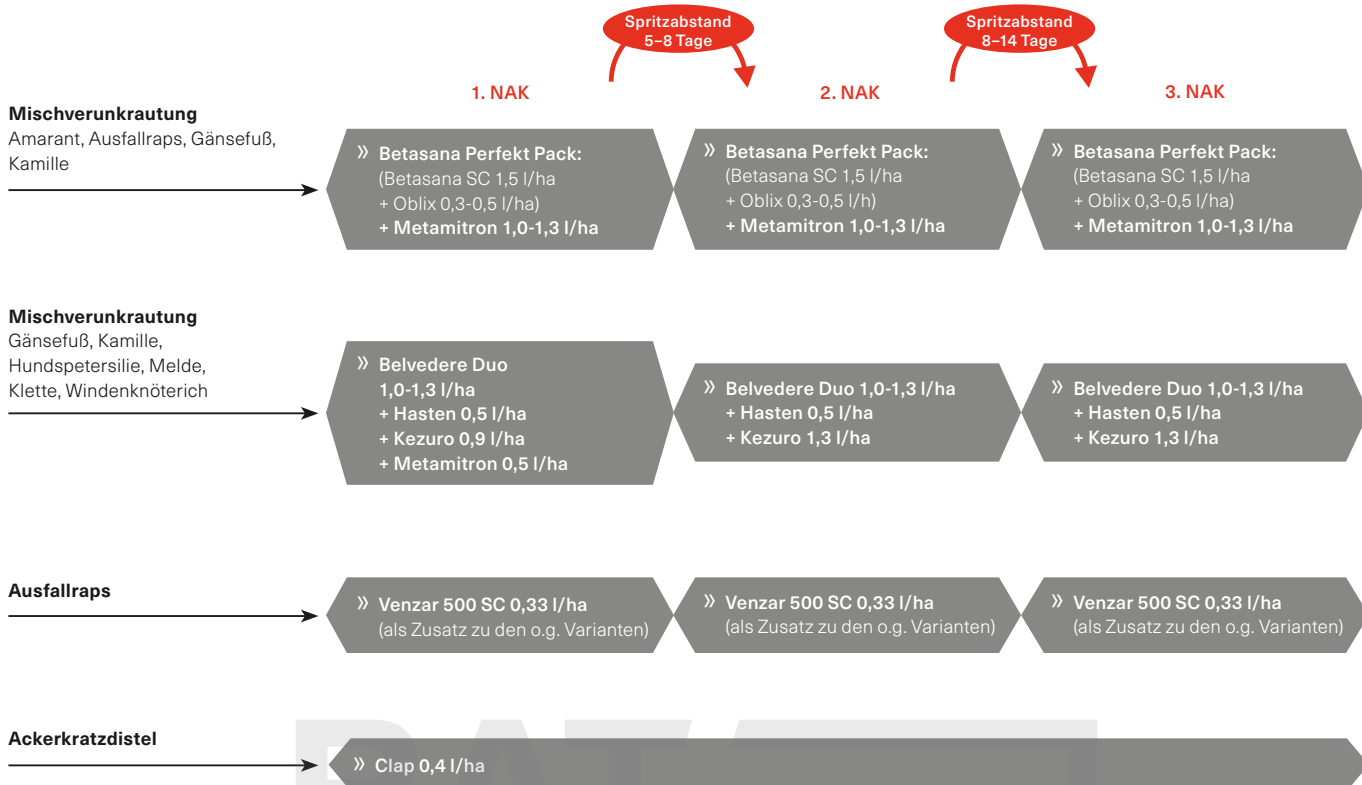 Spritzabstand
5–8 Tage
Spritzabstand
8–14 Tage
1. NAK
2. NAK
3. NAK
Mischverunkrautung
Amarant, Ausfallraps, Gänsefuß,
Kamille
» Betasana Perfekt Pack:
(Betasana SC 1,5 l/ha
+ Oblix 0,3-0,5 l/ha)
+ Metamitron 1,0-1,3 l/ha
» Betasana Perfekt Pack:
(Betasana SC 1,5 l/ha
+ Oblix 0,3-0,5 l/h)
+ Metamitron 1,0-1,3 l/ha
» Betasana Perfekt Pack:
(Betasana SC 1,5 l/ha
+ Oblix 0,3-0,5 l/ha)
+ Metamitron 1,0-1,3 l/ha
Mischverunkrautung
Gänsefuß, Kamille,
Hundspetersilie, Melde,
Klette, Windenknöterich
» Belvedere Duo
1,0-1,3 l/ha
+ Hasten 0,5 l/ha
+ Kezuro 0,9 l/ha
+ Metamitron 0,5 l/ha
» Belvedere Duo 1,0-1,3 l/ha
+ Hasten 0,5 l/ha
+ Kezuro 1,3 l/ha
» Belvedere Duo 1,0-1,3 l/ha
+ Hasten 0,5 l/ha
+ Kezuro 1,3 l/ha
Ausfallraps
» Venzar 500 SC 0,33 l/ha
(als Zusatz zu den o.g. Varianten)
» Venzar 500 SC 0,33 l/ha
(als Zusatz zu den o.g. Varianten)
» Venzar 500 SC 0,33 l/ha
(als Zusatz zu den o.g. Varianten)
Ackerkratzdistel
» Clap 0,4 l/ha